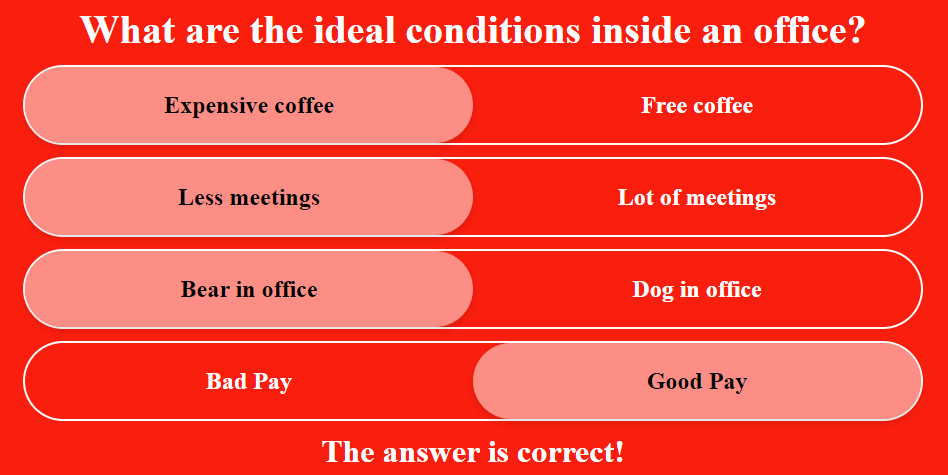 What are the ideal conditions inside an office?
Expensive coffee Free coffee
Less meetings Lot of meetings
Bear in office Dog in office
Bad Pay Good Pay
The answer is correct!